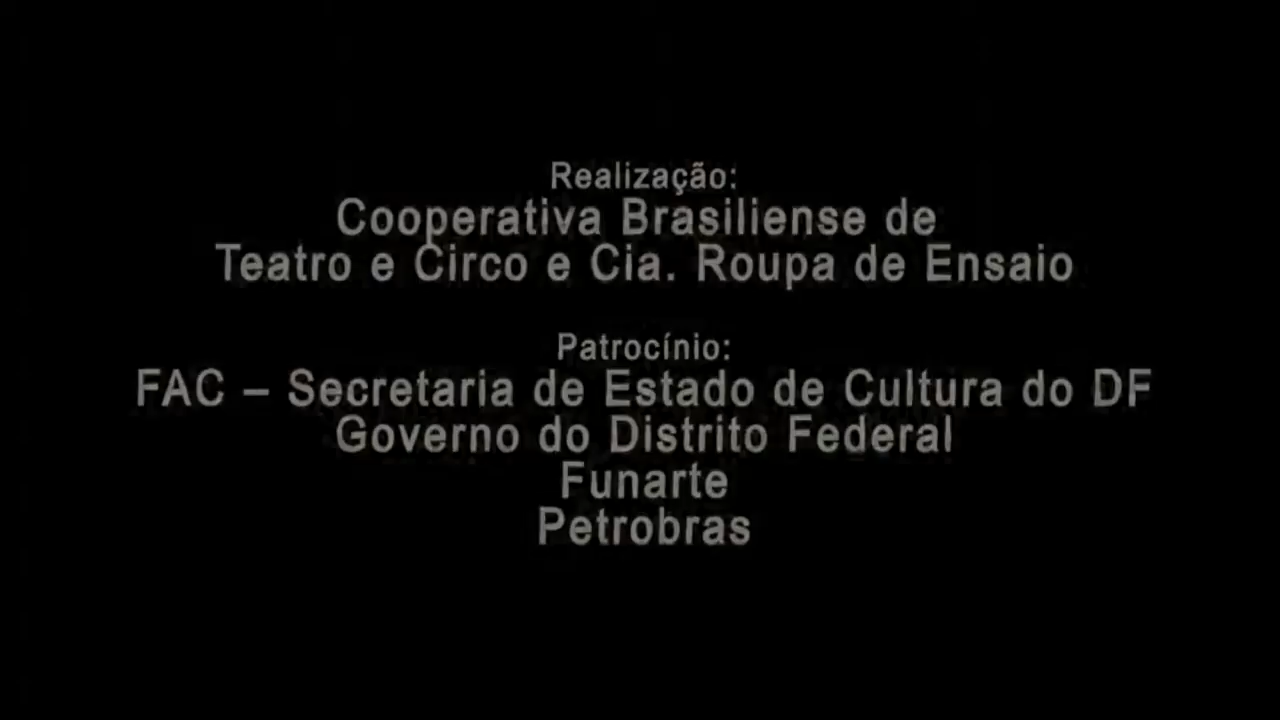 Realização:
Cooperativa Brasiliense de
Teatro e Circo e Cia. Roupa de Ensaio
Patrocínio:
FAC – Secretaria de Estado de Cultura do DF
Governo do Distrito Federal
Funarte
Petrobras